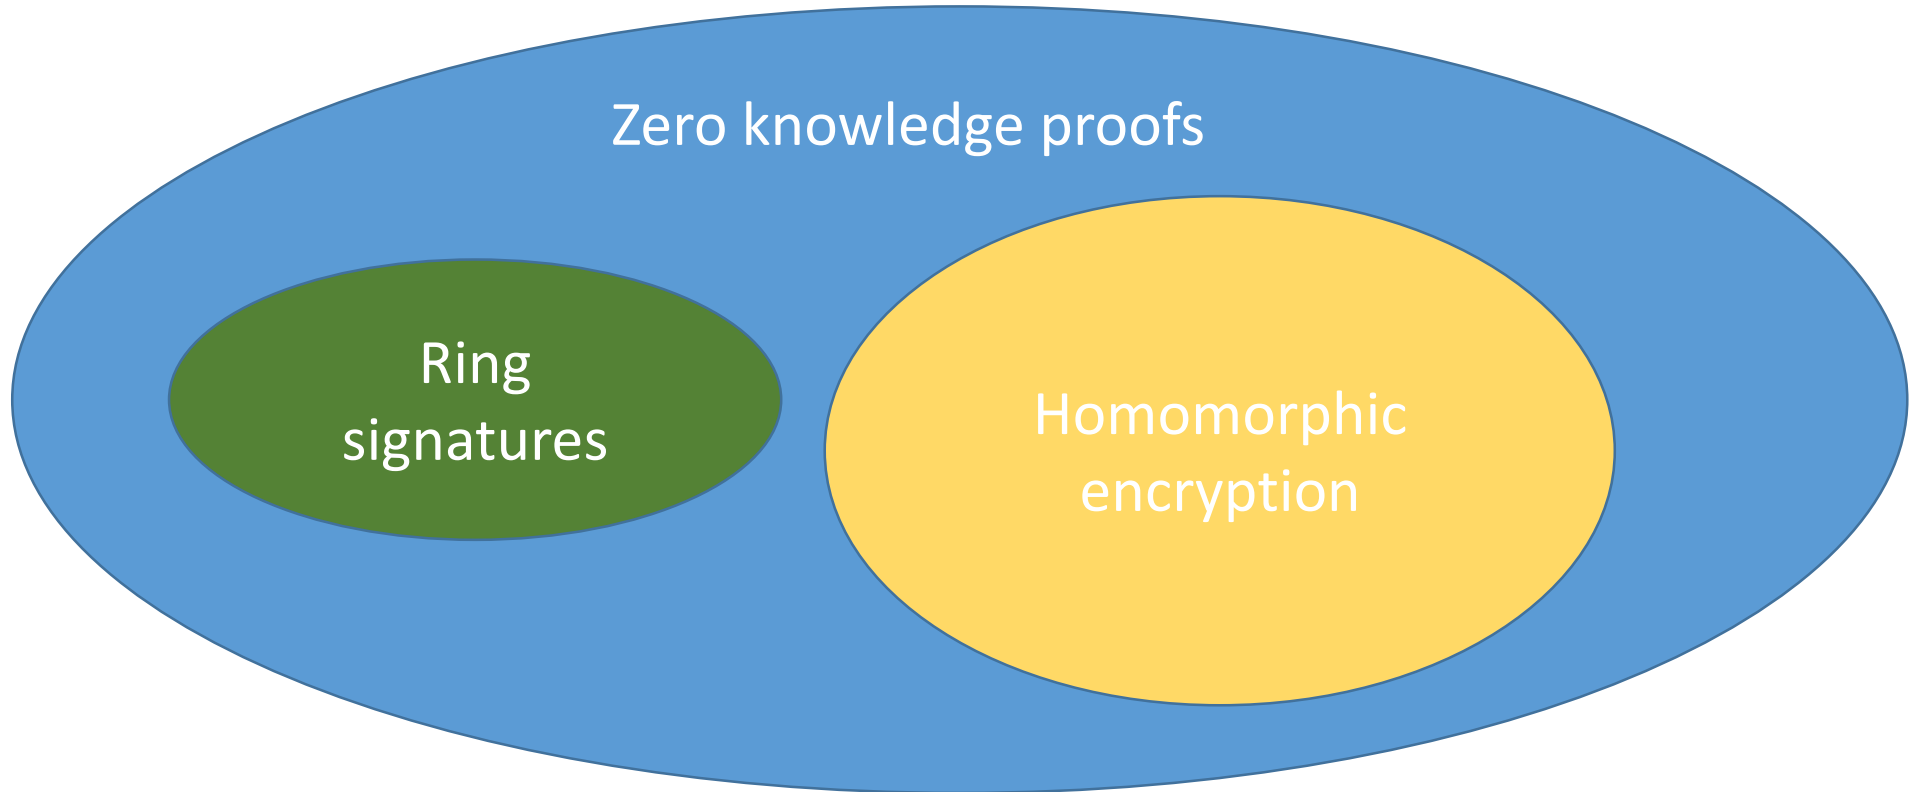 Zero knowledge proofs
Ring
signatures
Homomorphic
encryption